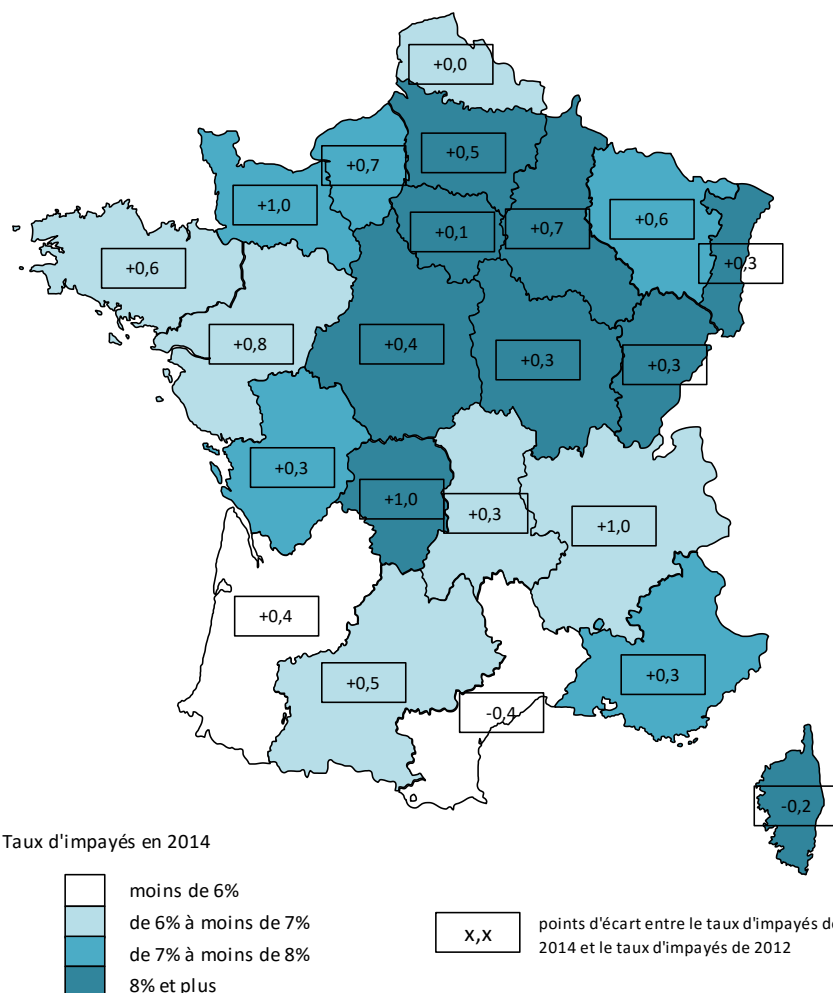 +0,0
+0,5
+0,7
+1,0
+0,6
+0,1
+0,7
+0,3
+0,6
+0,8
+0,4
+0,3
+0,3
+0,3
+1,0
+0,3
+1,0
+0,4
+0,5
+0,3
-0,4
-0,2
Taux d'impayés en 2014
moins de 6%
de 6% à moins de 7%
de 7% à moins de 8%
8% et plus
x,x
points d'écart entre le taux d'impayés de
2014 et le taux d'impayés de 2012